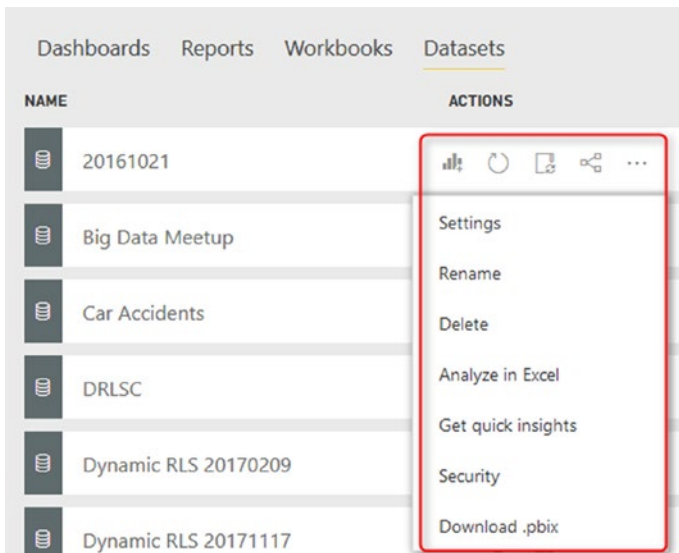 Dashboards Reports Workbooks Datasets
NAME ACTIONS
20161021
Big Data Meetup
Car Accidents
DRLSC
Dynamic RLS 20170209
Dynamic RLS 20171117
Settings
Rename
Delete
Analyze in Excel
Get quick insights
Security
Download .pbix